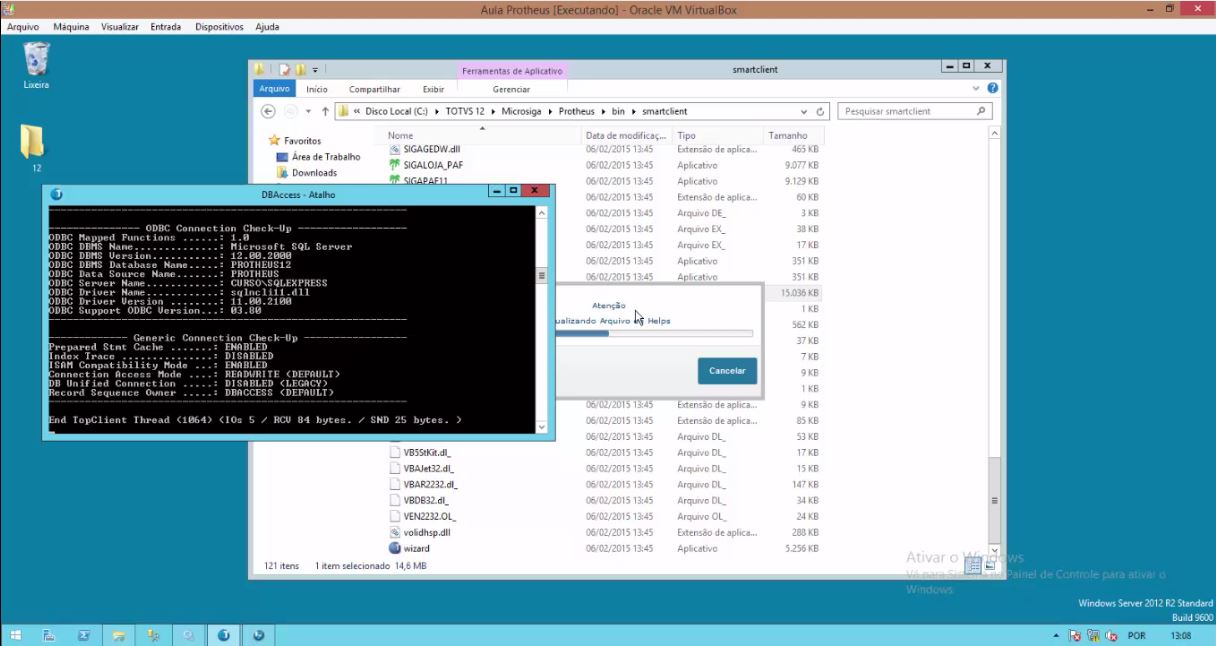 Aula Protheus [Executando] - Oracle VM VirtualBox
Arquivo Máquina Visualizar Entrada Dispositivos Ajuda
Lixeira
12
Ferramentas de Aplicativo smartclient
Arquivo Início Compartilhar Exibir Gerenciar
« Disco Local (C:) TOTVS 12 Microsiga Protheus bin smartclient Pesquisar smartclient
Favoritos
Área de Trabalho
Downloads
Nome Data de modificaç... Tipo Tamanho
SIGAGEDW.dll 06/02/2015 13:45 Extensão de aplica... 465 KB
SIGALOJA_PAF 06/02/2015 13:45 Aplicativo 9.077 KB
SIGAPAF11 06/02/2015 13:45 Aplicativo 9.129 KB
06/02/2015 13:45 Extensão de aplica... 60 KB
06/02/2015 13:45 Arquivo DE_ 3 KB
06/02/2015 13:45 Arquivo EX_ 38 KB
06/02/2015 13:45 Arquivo EX_ 17 KB
06/02/2015 13:45 Aplicativo 351 KB
06/02/2015 13:45 Aplicativo 351 KB
15.036 KB
1 KB
562 KB
37 KB
7 KB
9 KB
1 KB
06/02/2015 13:45 Extensão de aplica... 9 KB
06/02/2015 13:45 Extensão de aplica... 85 KB
06/02/2015 13:45 Arquivo DL_ 53 KB
VB5StKit.dl_ 06/02/2015 13:45 Arquivo DL_ 17 KB
VBAJet32.dl_ 06/02/2015 13:45 Arquivo DL_ 15 KB
VBAR2232.dl_ 06/02/2015 13:45 Arquivo DL_ 147 KB
VBDB32.dl_ 06/02/2015 13:45 Arquivo DL_ 34 KB
VEN2232.OL_ 06/02/2015 13:45 Arquivo OL_ 24 KB
volidhsp.dll 06/02/2015 13:45 Extensão de aplica... 288 KB
wizard 06/02/2015 13:45 Aplicativo 5.256 KB
121 itens 1 item selecionado 14,6 MB
DBAccess - Atalho
--------------- ODBC Connection Check-Up ---------------
ODBC Mapped Functions ......: 1.0
ODBC DBMS Name..............: Microsoft SQL Server
ODBC DBMS Version...........: 12.00.2000
ODBC DBMS Database Name.....: PROTHEUS12
ODBC Data Source Name.......: PROTHEUS
ODBC Server Name............: CURSO\SQLEXPRESS
ODBC Driver Name............: sqlncli11.dll
ODBC Driver Version ........: 11.00.2100
ODBC Support ODBC Version...: 03.80
------------- Generic Connection Check-Up --------------
Prepared Stnt Cache .......: ENABLED
Index Trace ...............: DISABLED
ISAM Compatibility Mode ...: ENABLED
Connection Access Mode ....: READWRITE (DEFAULT)
DB Unified Connection .....: DISABLED (LEGACY)
Record Sequence Owner .....: DBACCESS (DEFAULT)
End TopClient Thread (1064) (IOs 5 / RCV 84 bytes. / SND 25 bytes. )
Atenção
ualizando Arquivo Helps
Cancelar
Ativar o Windows
Painel de Controle para ativar o
Windows.
Windows Server 2012 R2 Standard
Build 9600
POR 13:08